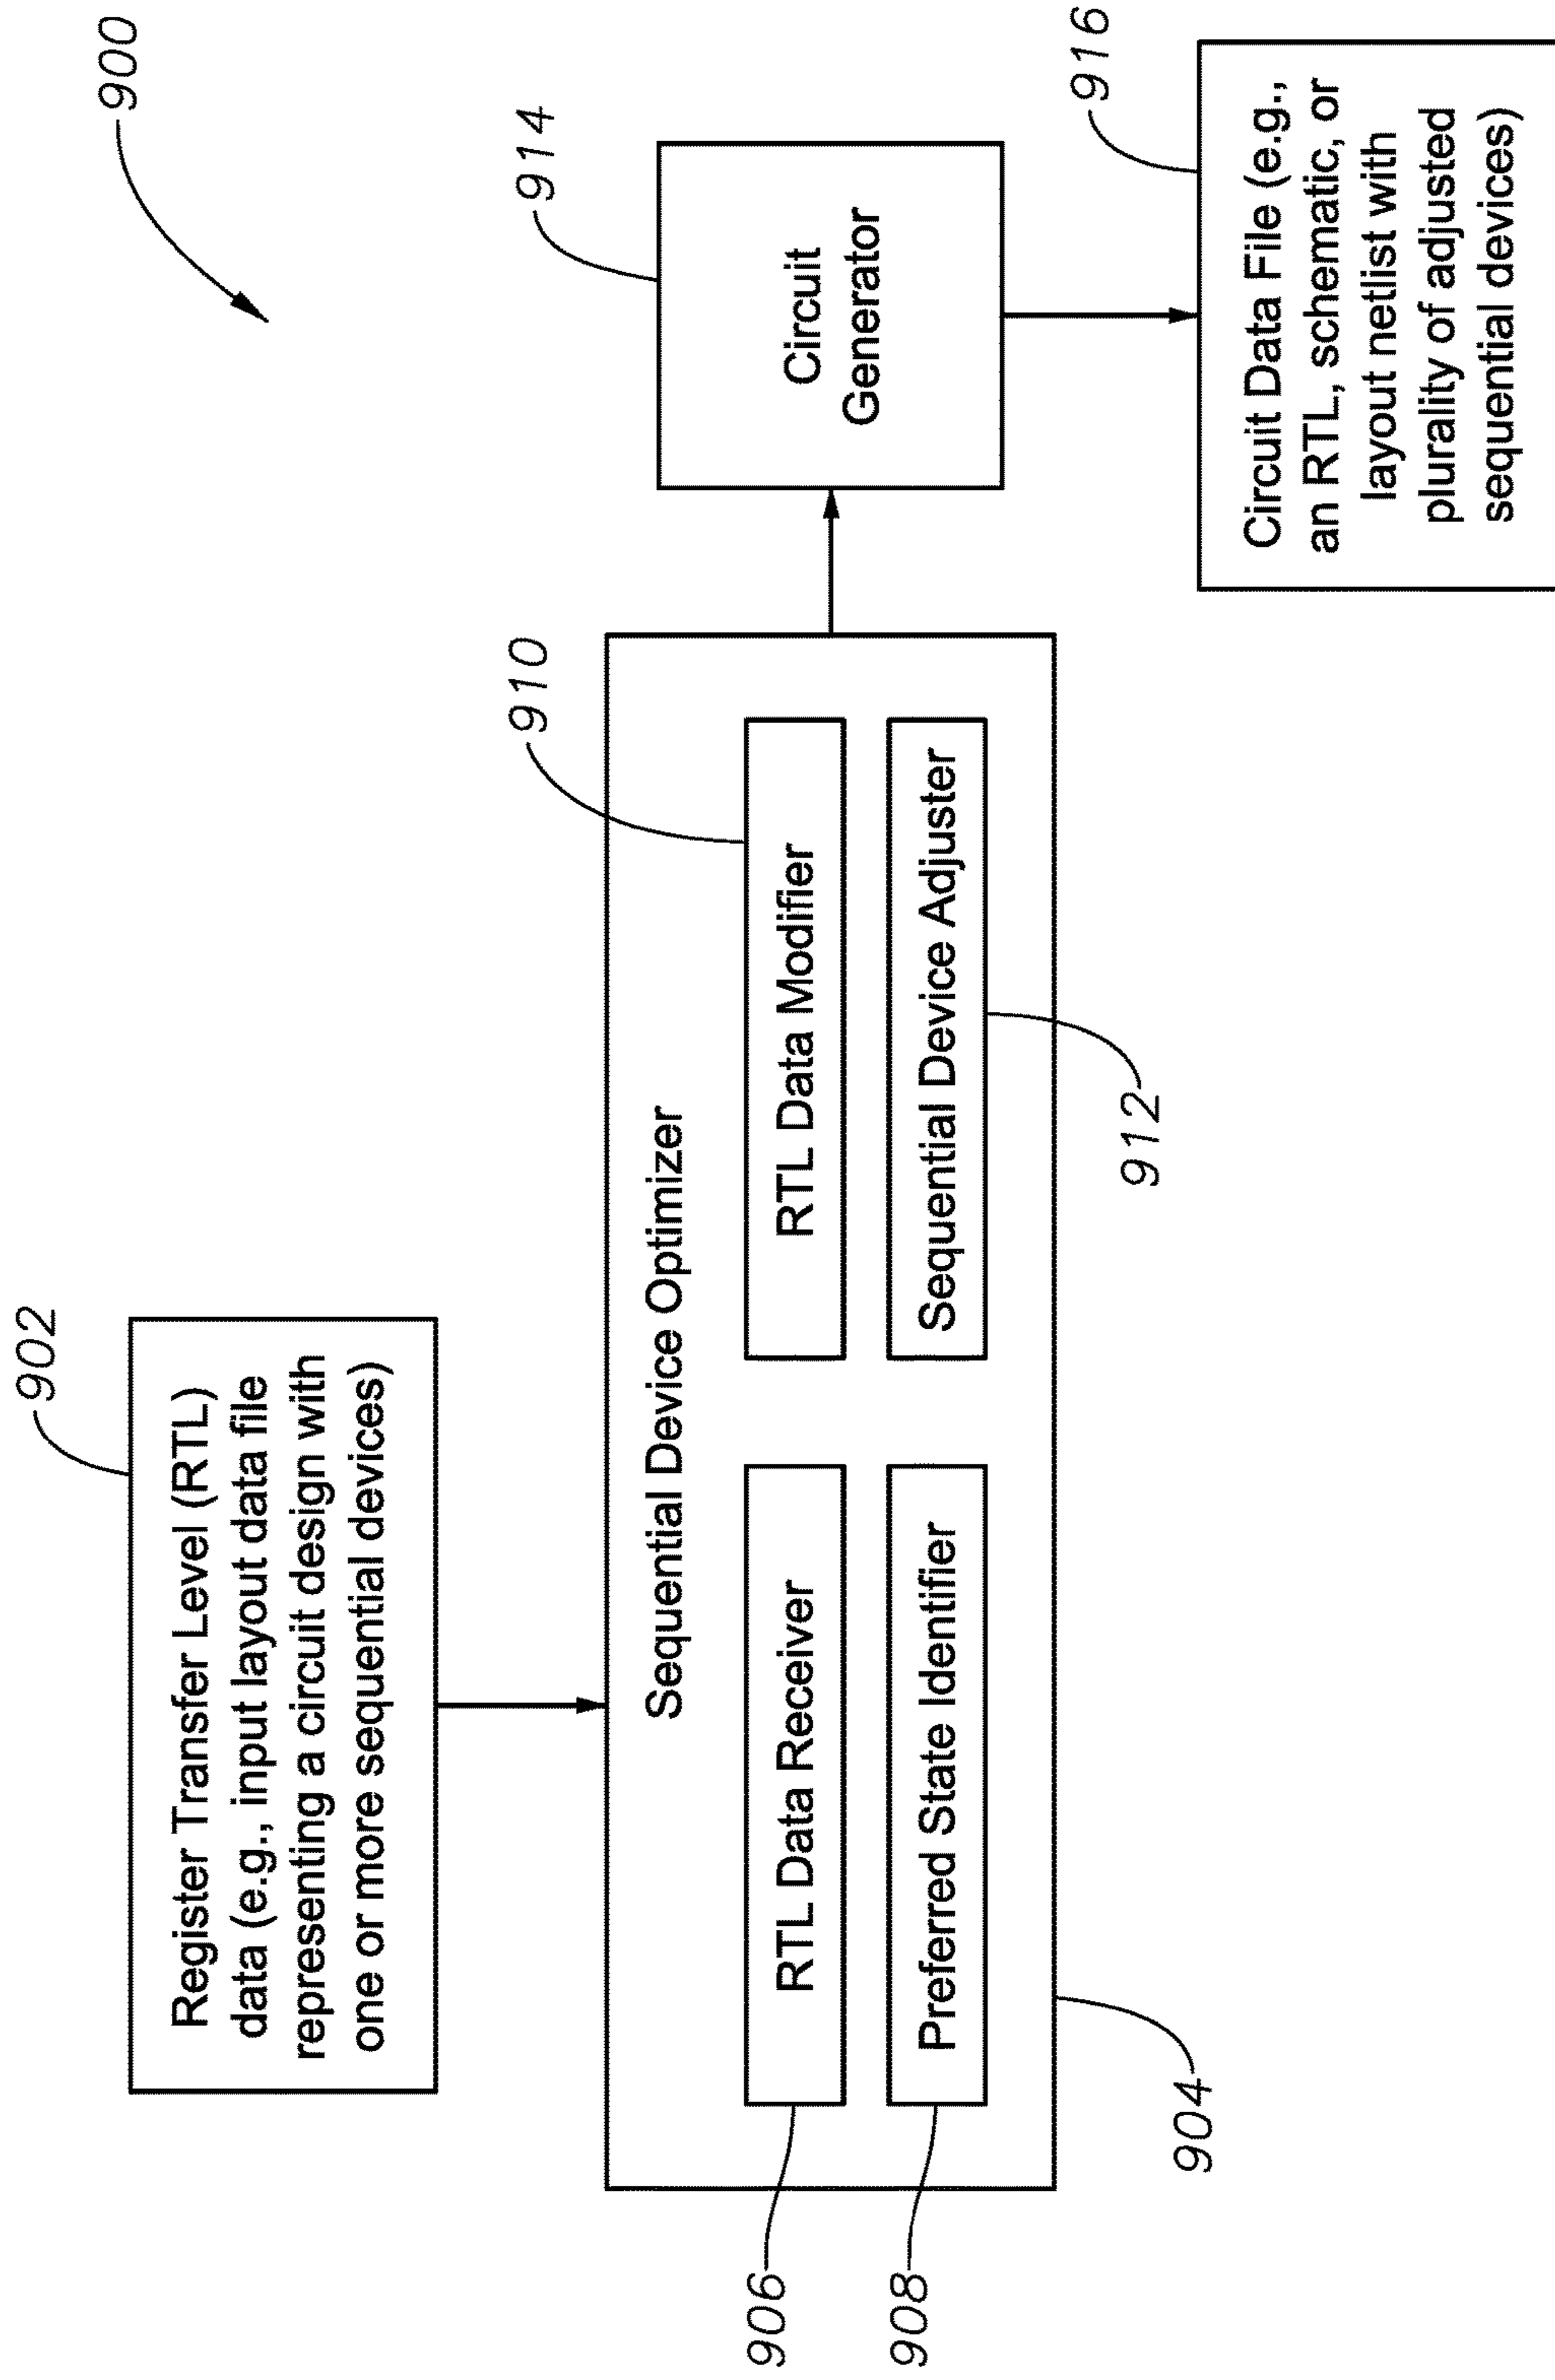 900
902
Register Transfer Level (RTL)
data (e.g., input layout data file
representing a circuit design with
one or more sequential devices)
Sequential Device Optimizer
906
RTL Data Receiver
908
Preferred State Identifier
910
RTL Data Modifier
Sequential Device Adjuster
912
904
914
Circuit
Generator
916
Circuit Data File (e.g.,
an RTL, schematic, or
layout netlist with
plurality of adjusted
sequential devices)